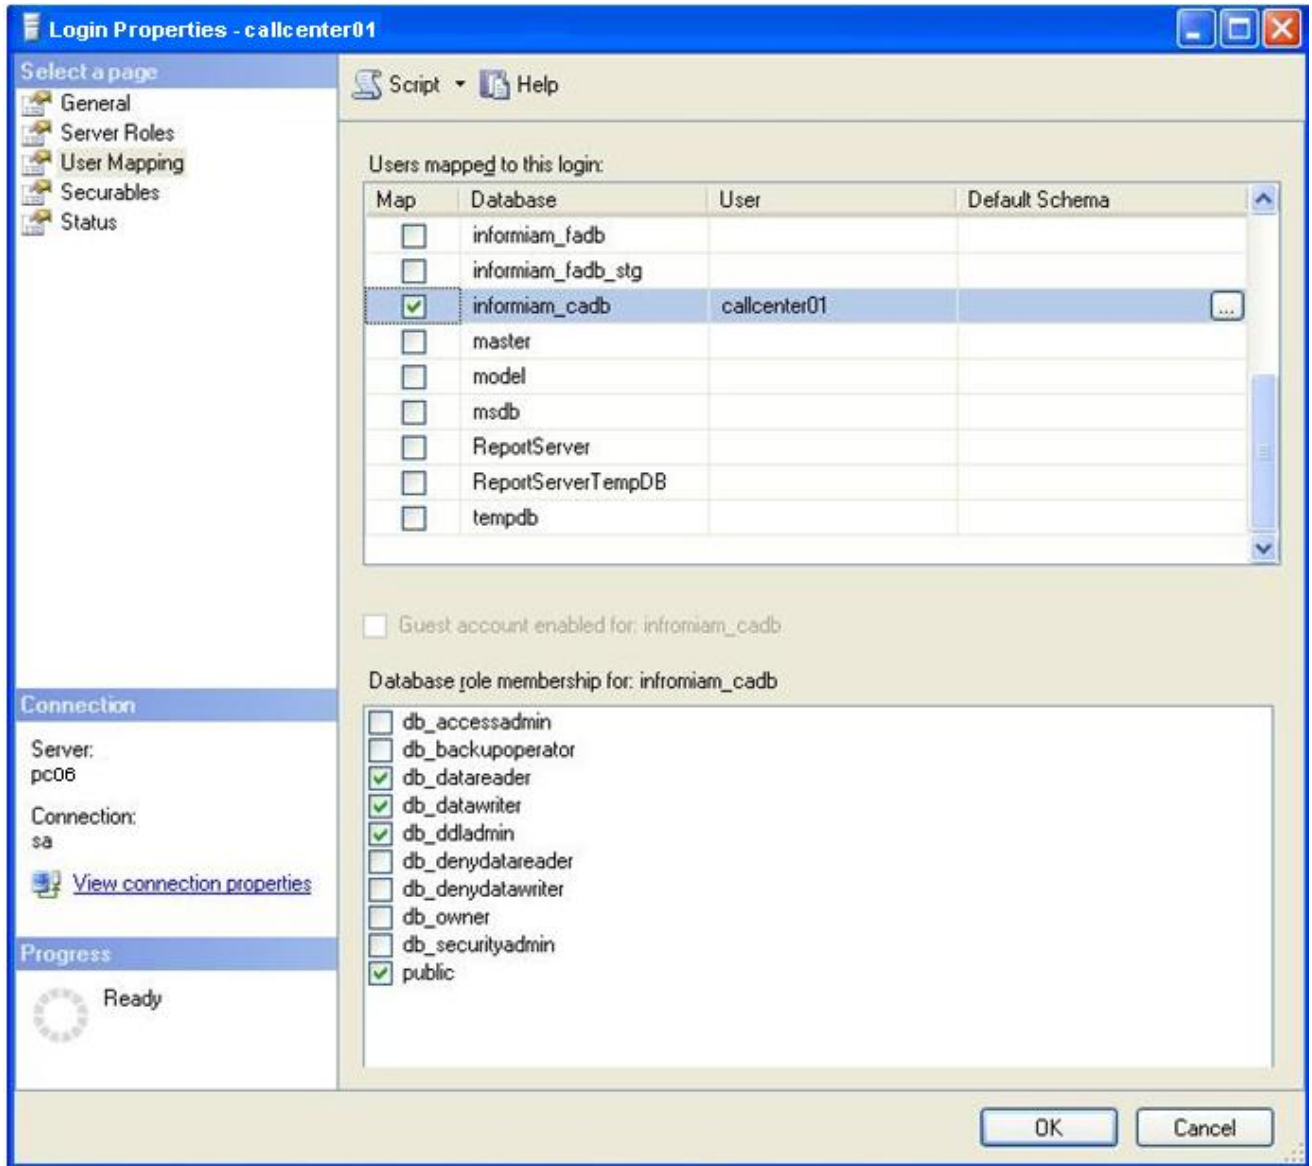 Login Properties - callcenter01
Select a page
General
Server Roles
User Mapping
Securables
Status
Script Help
Users mapped to this login:
Map Database User Default Schema
informiam_fadb
informiam_fadb_stg
informiam_cadb callcenter01 ...
master
model
msdb
ReportServer
ReportServerTempDB
tempdb
Guest account enabled for: infromiam_cadb
Database role membership for: infromiam_cadb
db_accessadmin
db_backupoperator
db_datareader
db_datawriter
db_ddladmin
db_denydatareader
db_denydatawriter
db_owner
db_securityadmin
public
Connection
Server:
pc06
Connection:
sa
View connection properties
Progress
Ready
OK Cancel